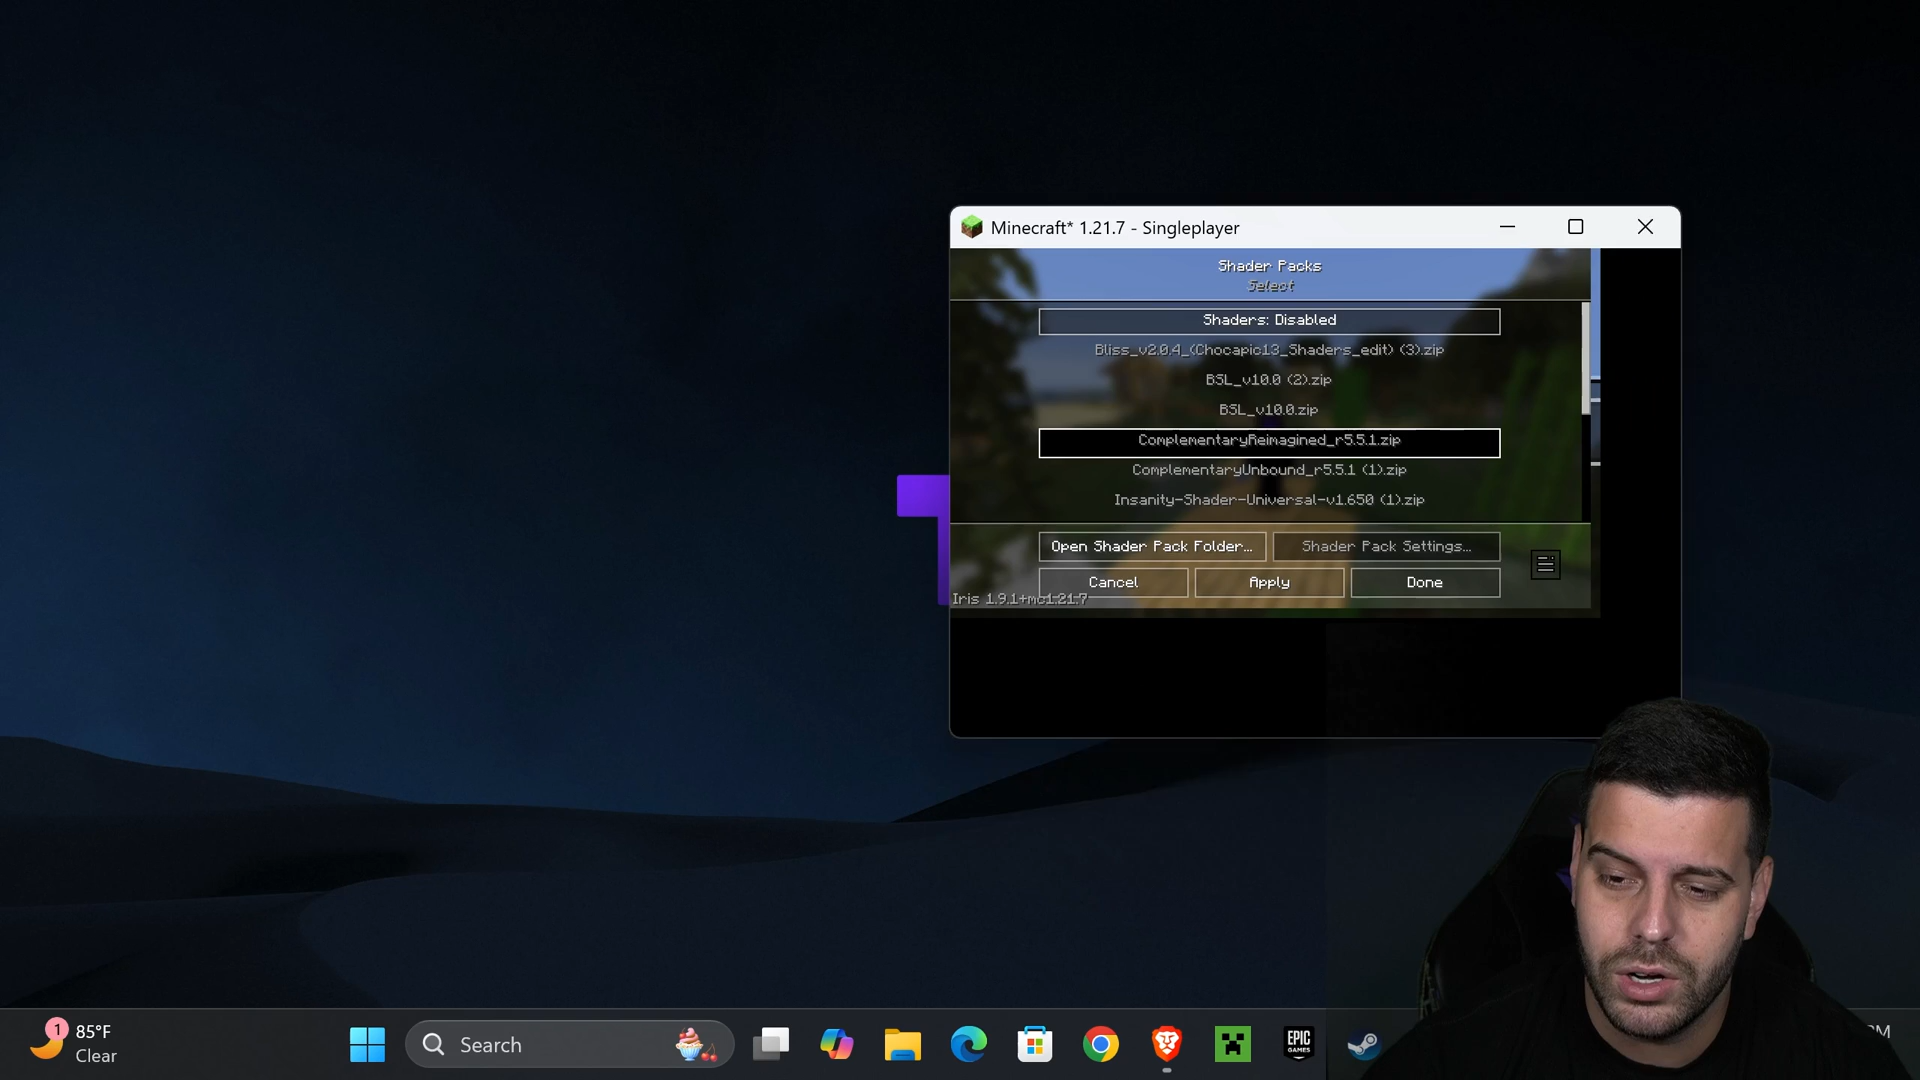 Minecraft* 1.21.7 - Singleplayer
Shader Packs
Select
Shaders: Disabled
Bliss_v2.0.4_(Chocapic13_Shaders_edit) (3).zip
BSL_v10.0 (2).zip
BSL_v10.0.zip
ComplementaryReimagined_r5.5.1.zip
ComplementaryUnbound_r5.5.1 (1).zip
Insanity-Shader-Universal-v1.650 (1).zip
Open Shader Pack Folder...
Shader Pack Settings...
Cancel
Apply
Done
Iris 1.9.1+mc1.21.7
1
85°F
Clear
Search
EPIC
GAMES